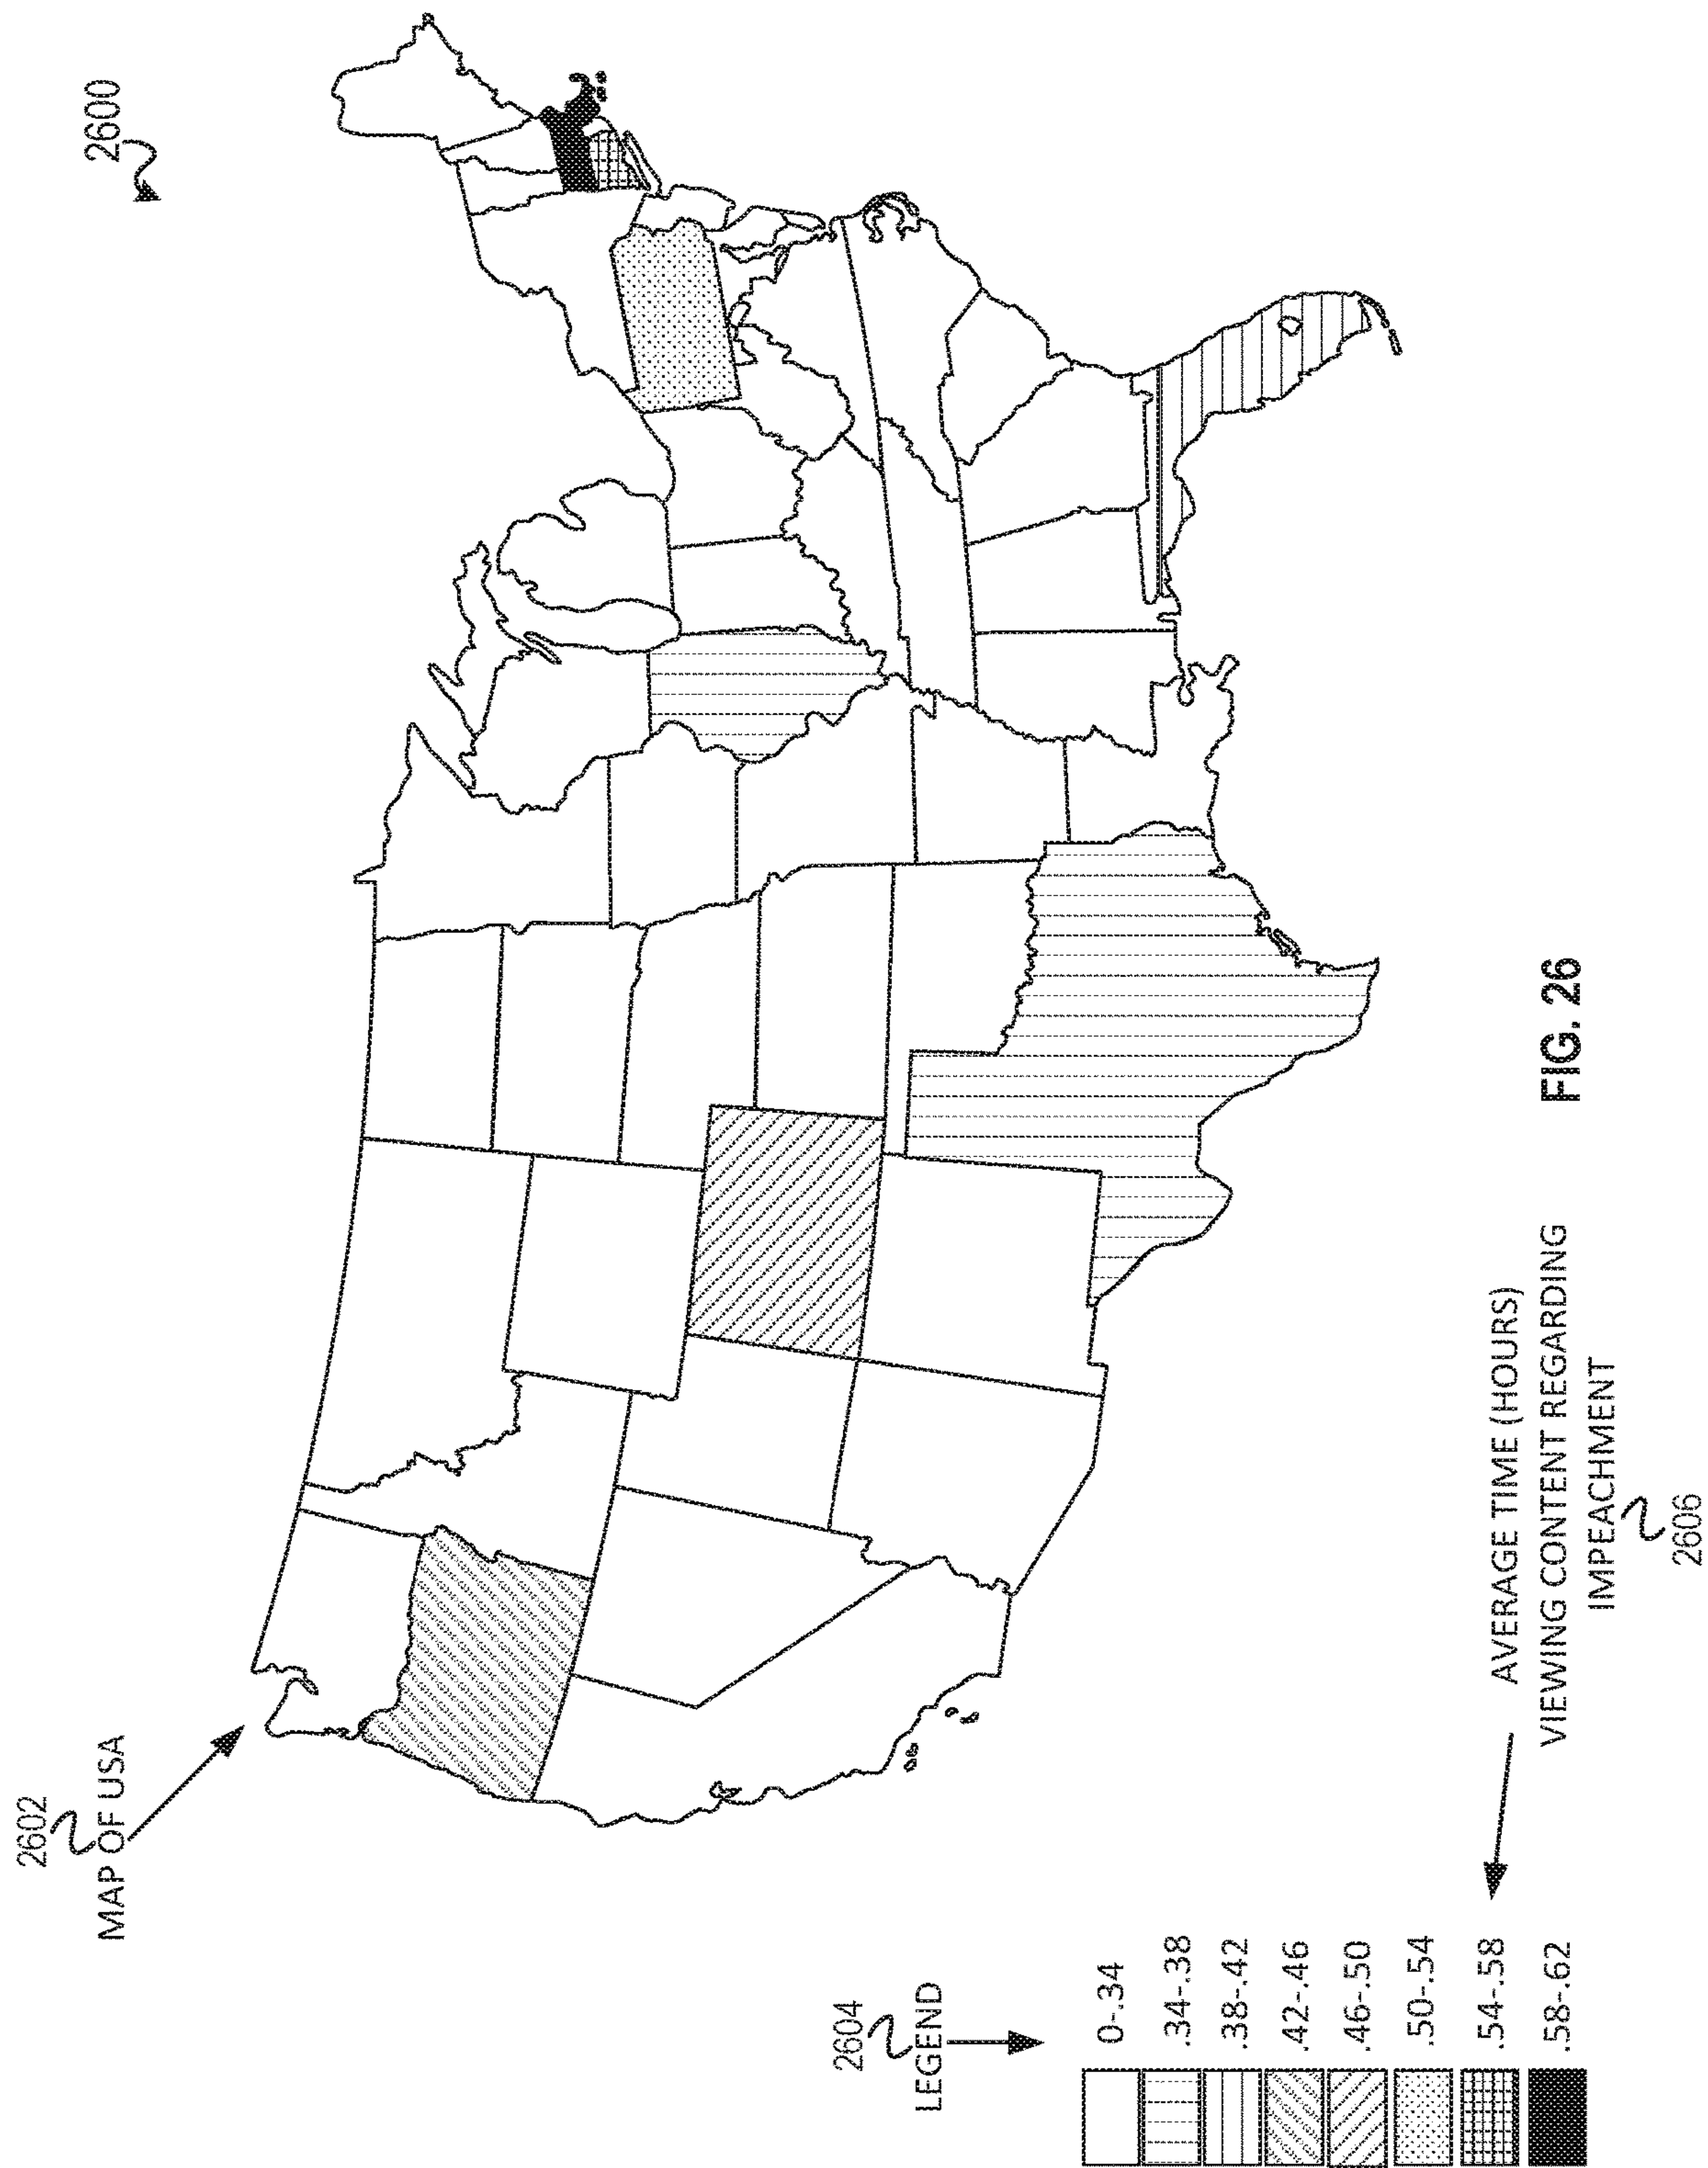 2600
2602
MAP OF USA
2604
LEGEND
0-.34
.34-.38
.38-.42
.42-.46
.46-.50
.50-.54
.54-.58
.58-.62
AVERAGE TIME (HOURS)
VIEWING CONTENT REGARDING
IMPEACHMENT
2606
FIG. 26